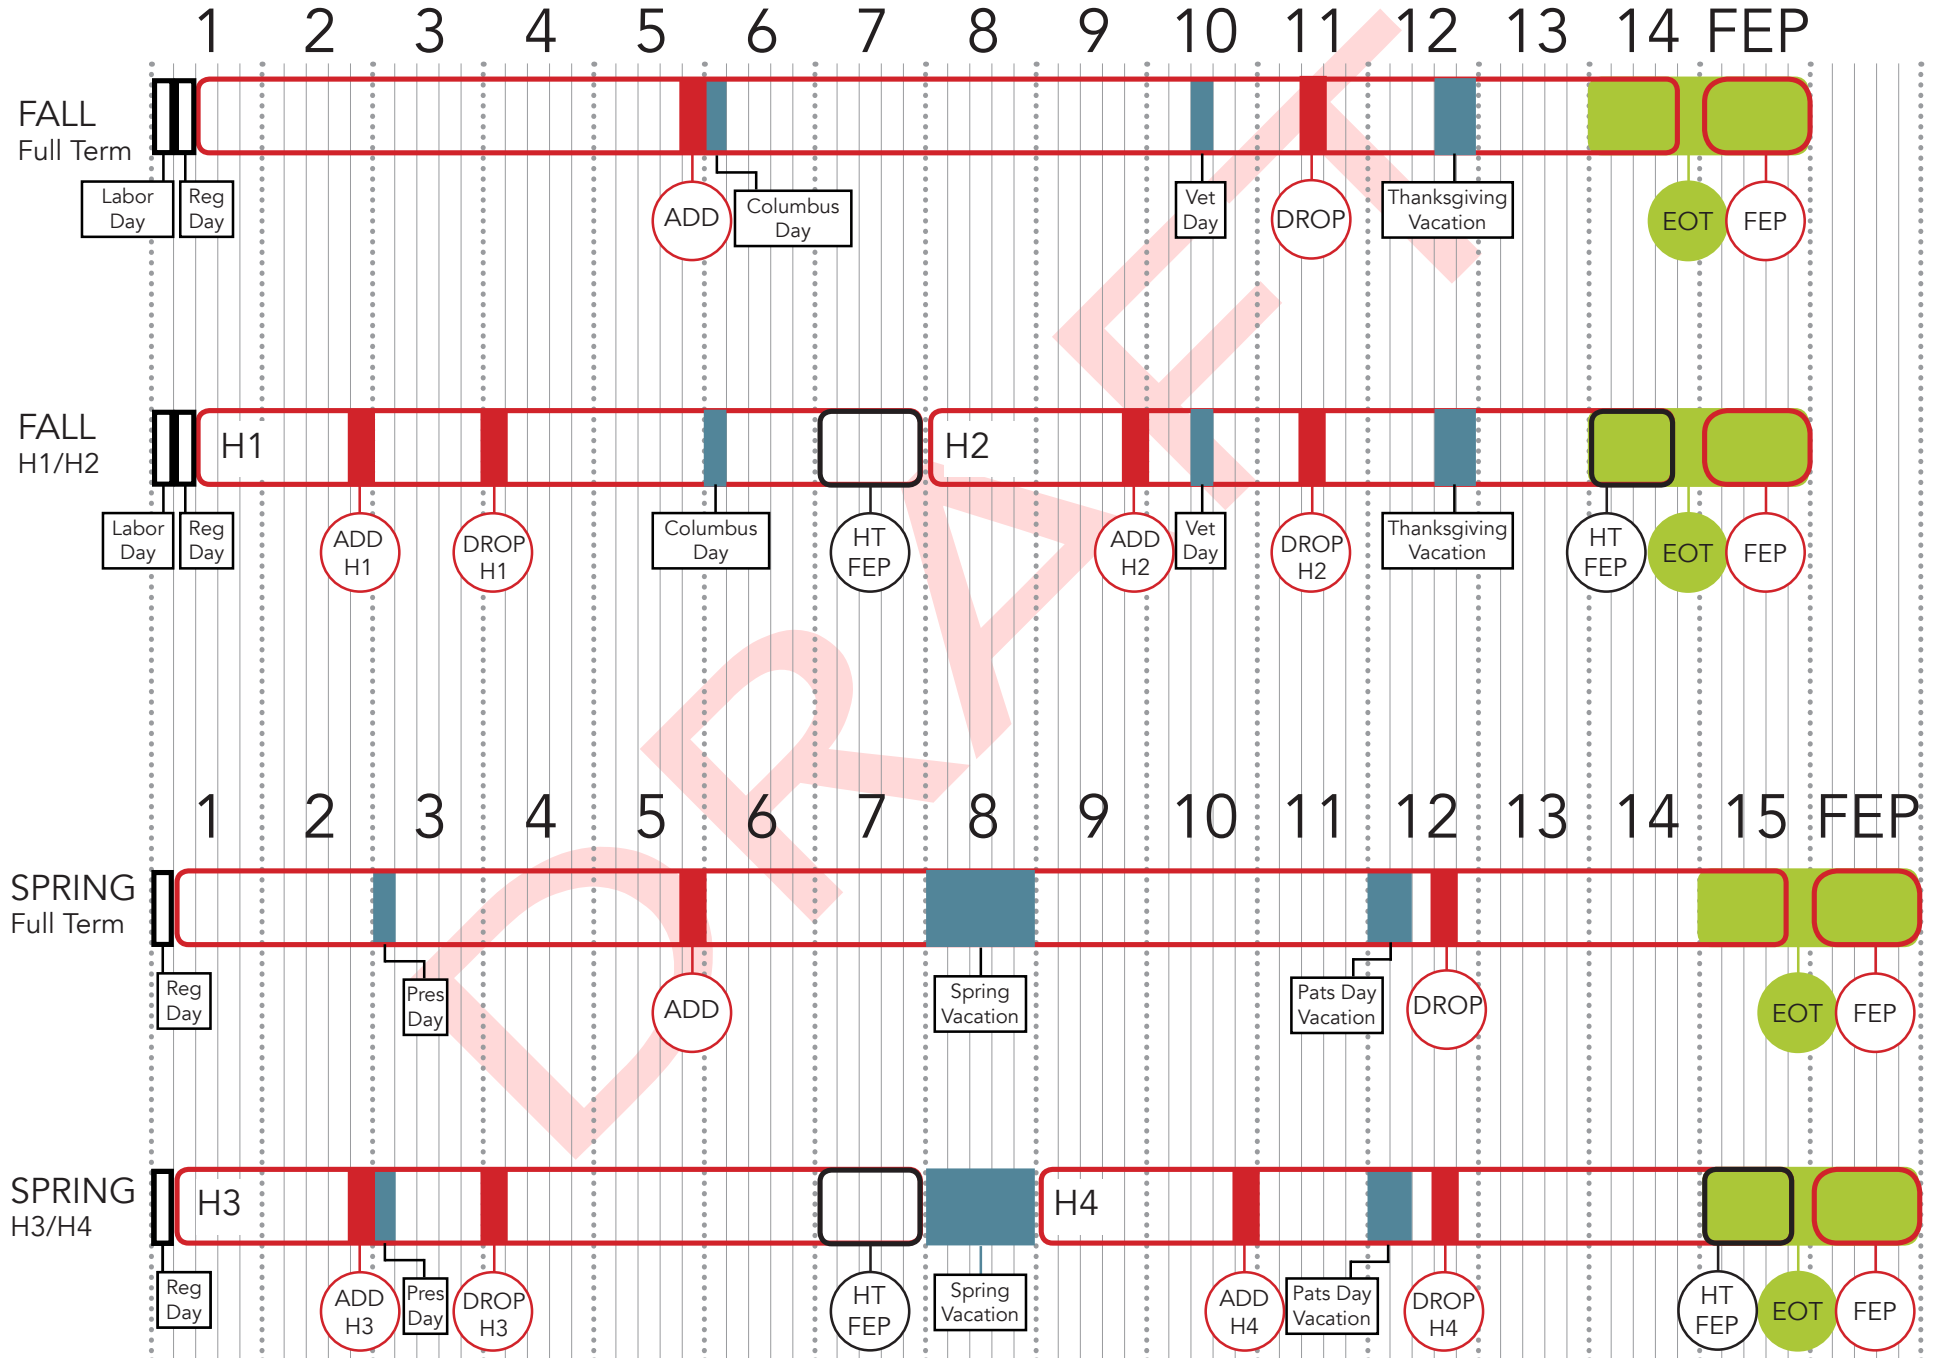 1 2 3 4 5 6 7 8 9 10 11 12 13 14 FEP
FALL
Full Term
Labor
Day
Reg
Day
ADD
Columbus
Day
Vet
Day
DROP
Thanksgiving
Vacation
EOT
FEP
FALL
H1/H2
H1
H2
Labor
Day
Reg
Day
ADD
H1
DROP
H1
Columbus
Day
HT
FEP
ADD
H2
Vet
Day
DROP
H2
Thanksgiving
Vacation
HT
FEP
EOT
FEP
DRAFT
1 2 3 4 5 6 7 8 9 10 11 12 13 14 15 FEP
SPRING
Full Term
Reg
Day
Pres
Day
ADD
Spring
Vacation
Pats Day
Vacation
DROP
EOT
FEP
SPRING
H3/H4
H3
H4
Reg
Day
ADD
H3
Pres
Day
DROP
H3
HT
FEP
Spring
Vacation
ADD
H4
Pats Day
Vacation
DROP
H4
HT
FEP
EOT
FEP